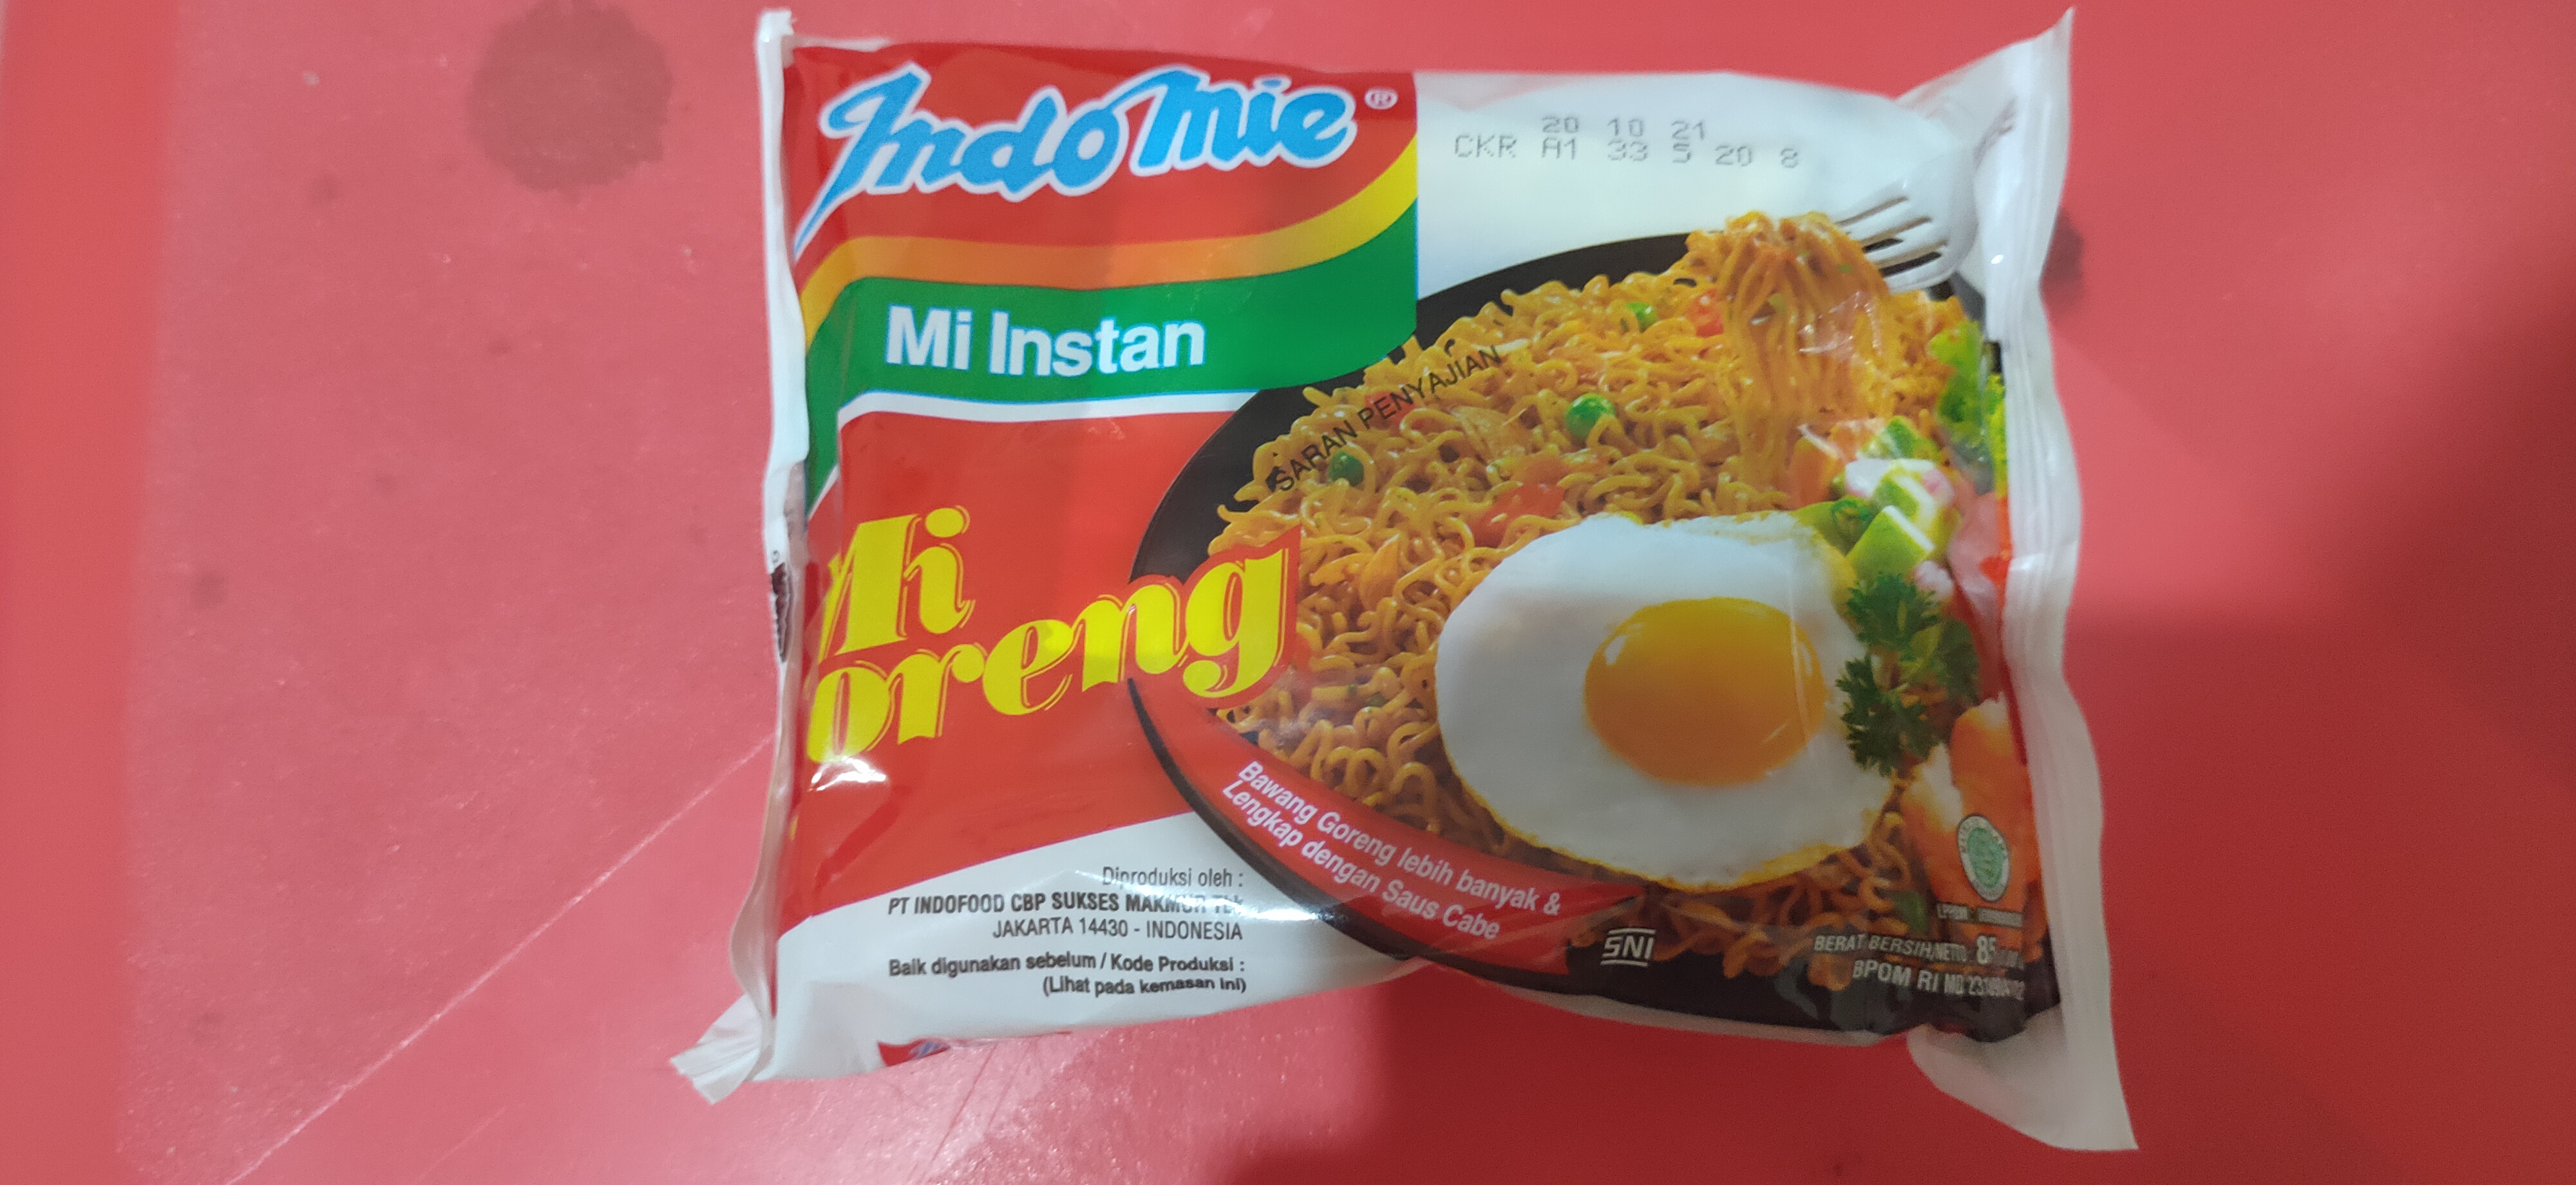 IndoMie®
20 10 21
CKR A1 33 5 20 8
Mi Instan
SARAN PENYAJIAN
Mi
oreng
Bawang Goreng lebih banyak &
Lengkap dengan Saus Cabe
Diproduksi oleh :
PT INDOFOOD CBP SUKSES MAKMUR
JAKARTA 14430 - INDONESIA
Baik digunakan sebelum / Kode Produksi :
(Lihat pada kemasan ini)
SNI
BERAT BERSIH/NETTO 85
BPOM RI MD